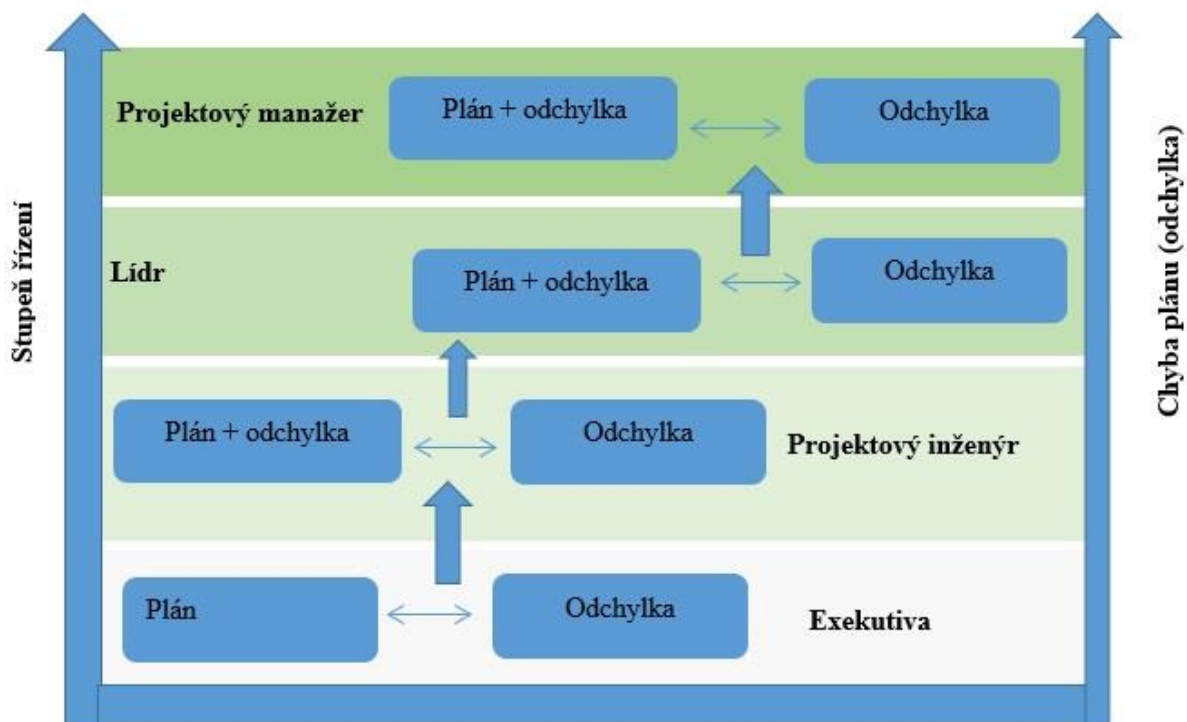 Projektový manažer
Plán + odchylka
Odchylka
Lídr
Plán + odchylka
Odchylka
Plán + odchylka
Odchylka
Projektový inženýr
Plán
Odchylka
Exekutiva
Stupeň řízení
Chyba plánu (odchylka)